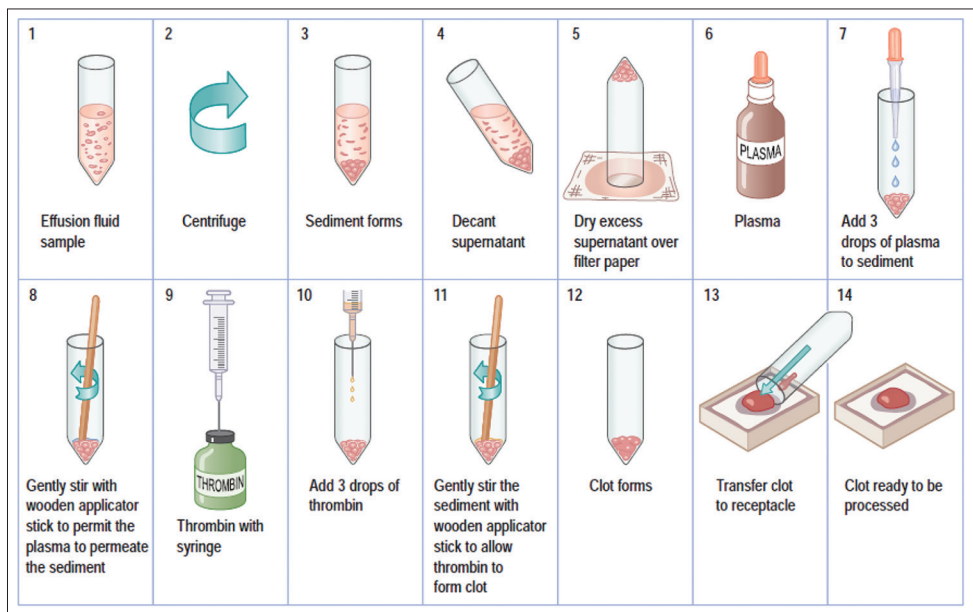 1
Effusion fluid
sample
2
Centrifuge
3
Sediment forms
4
Decant
supernatant
5
Dry excess
supernatant over
filter paper
6
PLASMA
Plasma
7
Add 3
drops of plasma
to sediment
8
Gently stir with
wooden applicator
stick to permit the
plasma to permeate
the sediment
9
THROMBIN
Thrombin with
syringe
10
Add 3 drops of
thrombin
11
Gently stir the
sediment with
wooden applicator
stick to allow
thrombin to
form clot
12
Clot forms
13
Transfer clot
to receptacle
14
Clot ready to be
processed